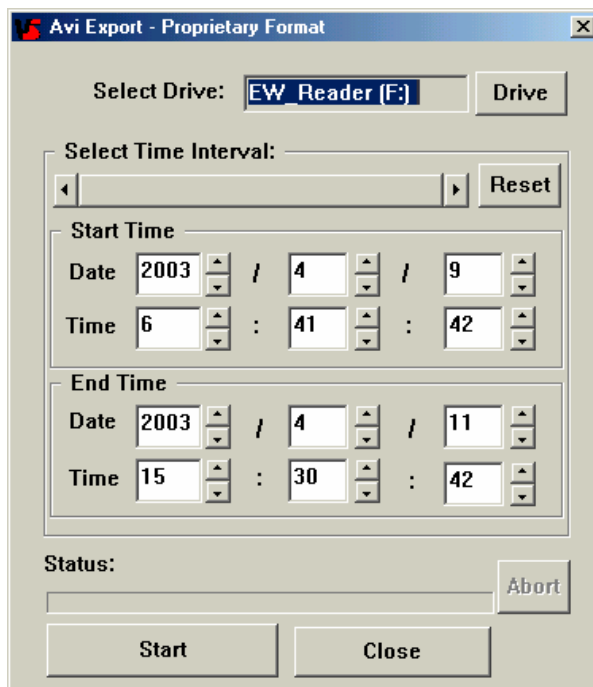 Avi Export - Proprietary Format
Select Drive: EW_Reader (F:) Drive
Select Time Interval:
Reset
Start Time
Date 2003 / 4 / 9
Time 6 : 41 : 42
End Time
Date 2003 / 4 / 11
Time 15 : 30 : 42
Status:
Abort
Start Close